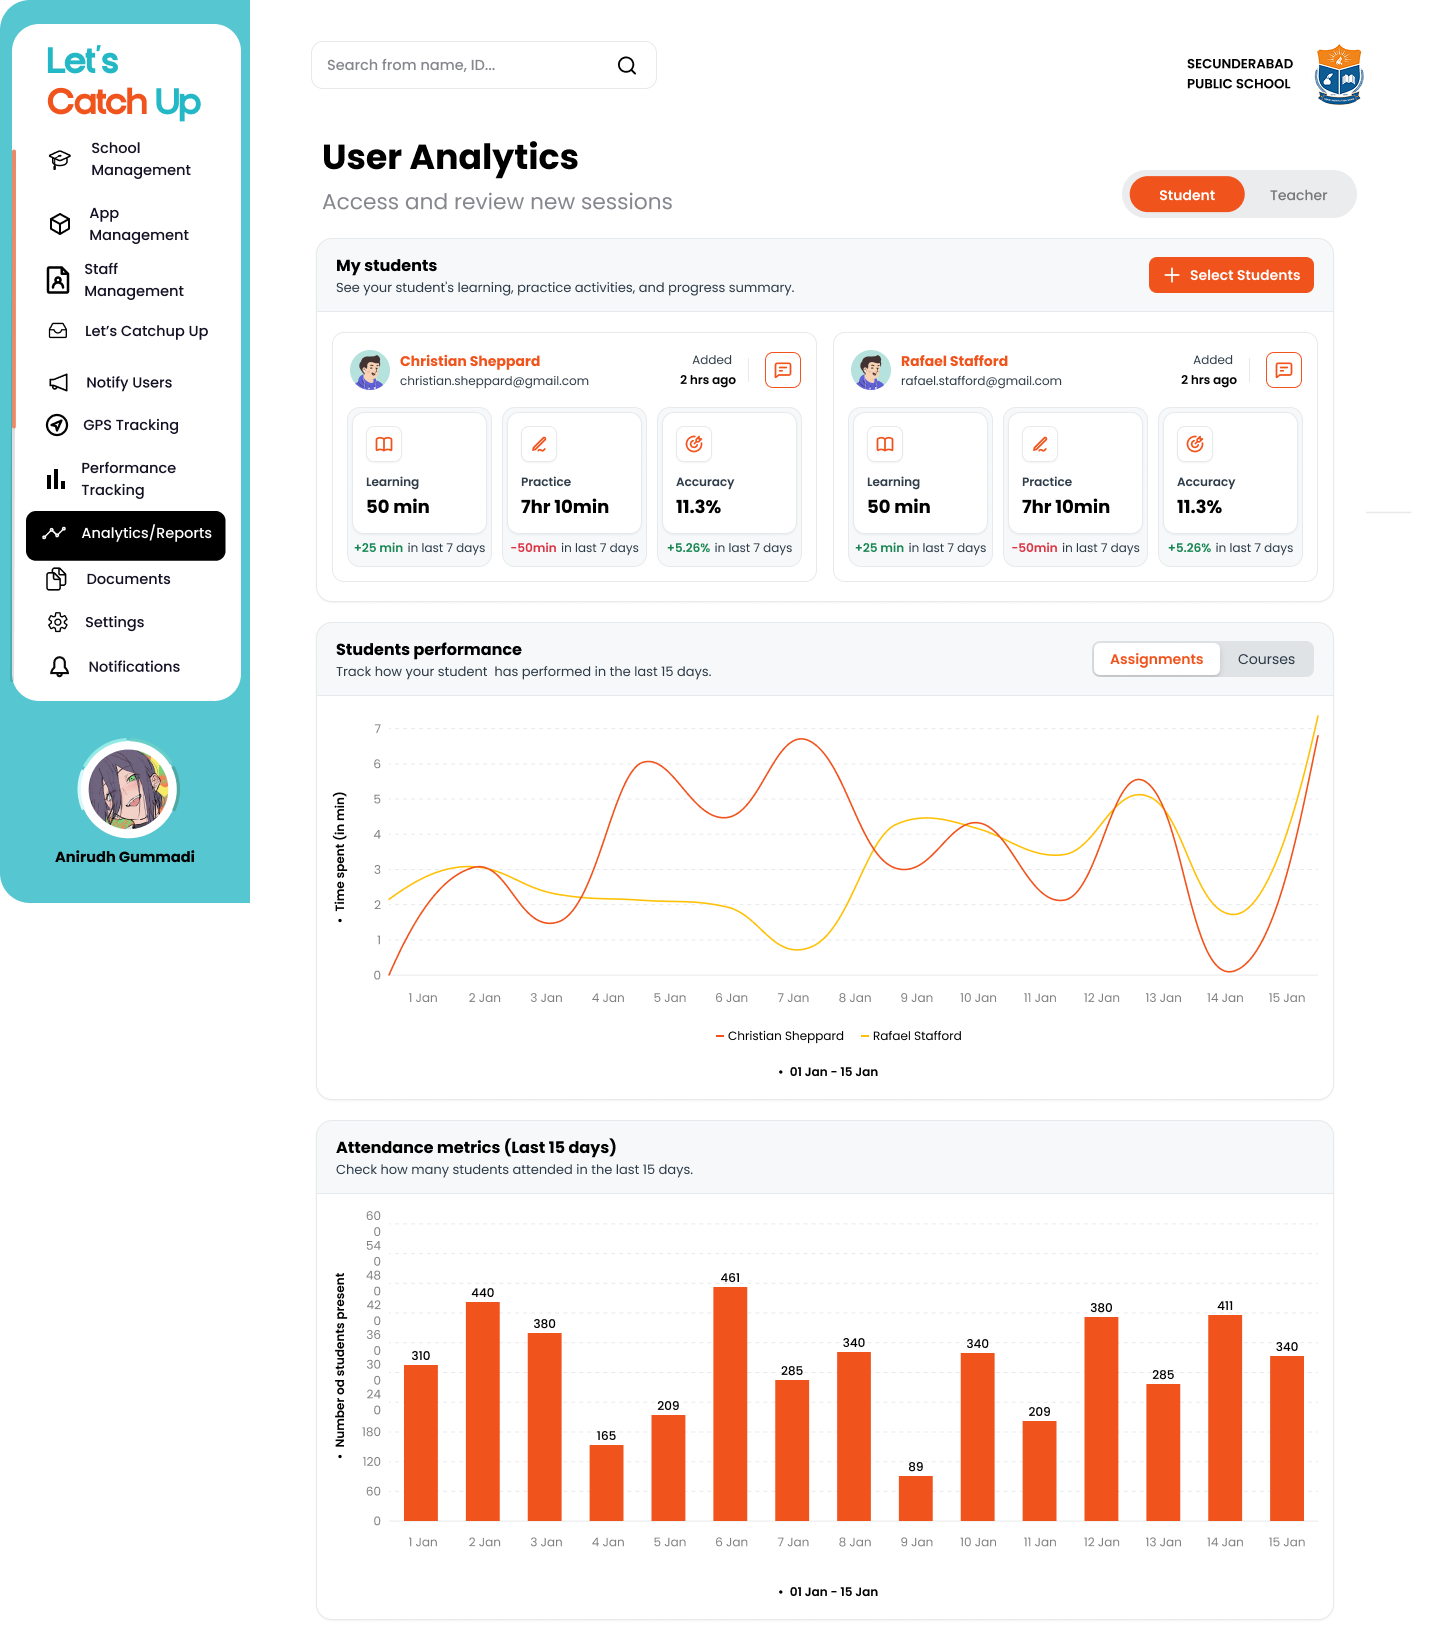 Let's
Catch Up
School
Management
App
Management
Staff
Management
Let's Catchup Up
Notify Users
GPS Tracking
Performance
Tracking
Analytics/Reports
Documents
Settings
Notifications
Anirudh Gummadi
Search from name, ID...
SECUNDERABAD
PUBLIC SCHOOL
User Analytics
Access and review new sessions
Student Teacher
My students
See your student's learning, practice activities, and progress summary.
Select Students
Christian Sheppard
christian.sheppard@gmail.com
Added
2 hrs ago
Learning
50 min
+25 min in last 7 days
Practice
7hr 10min
-50min in last 7 days
Accuracy
11.3%
+5.26% in last 7 days
Rafael Stafford
rafael.stafford@gmail.com
Added
2 hrs ago
Learning
50 min
+25 min in last 7 days
Practice
7hr 10min
-50min in last 7 days
Accuracy
11.3%
+5.26% in last 7 days
Students performance
Track how your student  has performed in the last 15 days.
Assignments Courses
• Time spent (in min)
7
6
5
4
3
2
1
0
1 Jan 2 Jan 3 Jan 4 Jan 5 Jan 6 Jan 7 Jan 8 Jan 9 Jan 10 Jan 11 Jan 12 Jan 13 Jan 14 Jan 15 Jan
Christian Sheppard Rafael Stafford
• 01 Jan - 15 Jan
Attendance metrics (Last 15 days)
Check how many students attended in the last 15 days.
• Number od students present
60
0
54
0
48
0
42
0
36
0
30
0
24
0
180
120
60
0
310 440 380 165 209 461 285 340 89 340 209 380 285 411 340
1 Jan 2 Jan 3 Jan 4 Jan 5 Jan 6 Jan 7 Jan 8 Jan 9 Jan 10 Jan 11 Jan 12 Jan 13 Jan 14 Jan 15 Jan
• 01 Jan - 15 Jan